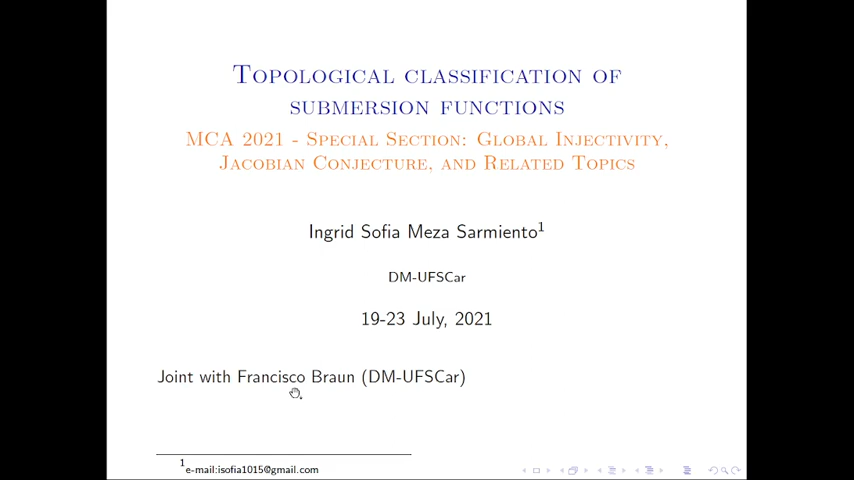 Topological classification of
submersion functions
MCA 2021 - Special Section: Global Injectivity,
Jacobian Conjecture, and Related Topics
Ingrid Sofia Meza Sarmiento1
DM-UFSCar
19-23 July, 2021
Joint with Francisco Braun (DM-UFSCar)
1e-mail:isofia1015@gmail.com